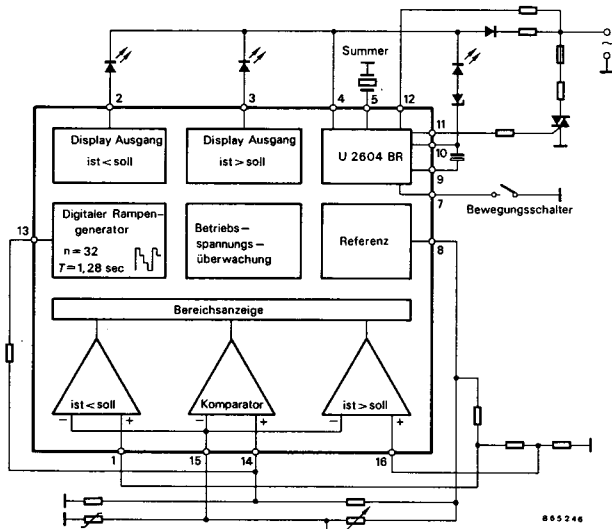 Summer
2
3
4
5
12
Display Ausgang
ist < soll
Display Ausgang
ist > soll
U 2604 BR
11
10
9
7
Bewegungsschalter
~
13
Digitaler Rampen-
generator
n = 32
T = 1,28 sec
Betriebs-
spannungs-
überwachung
Referenz
8
Bereichsanzeige
ist < soll
Komparator
ist > soll
− +
− +
− +
1
15
14
16
865246